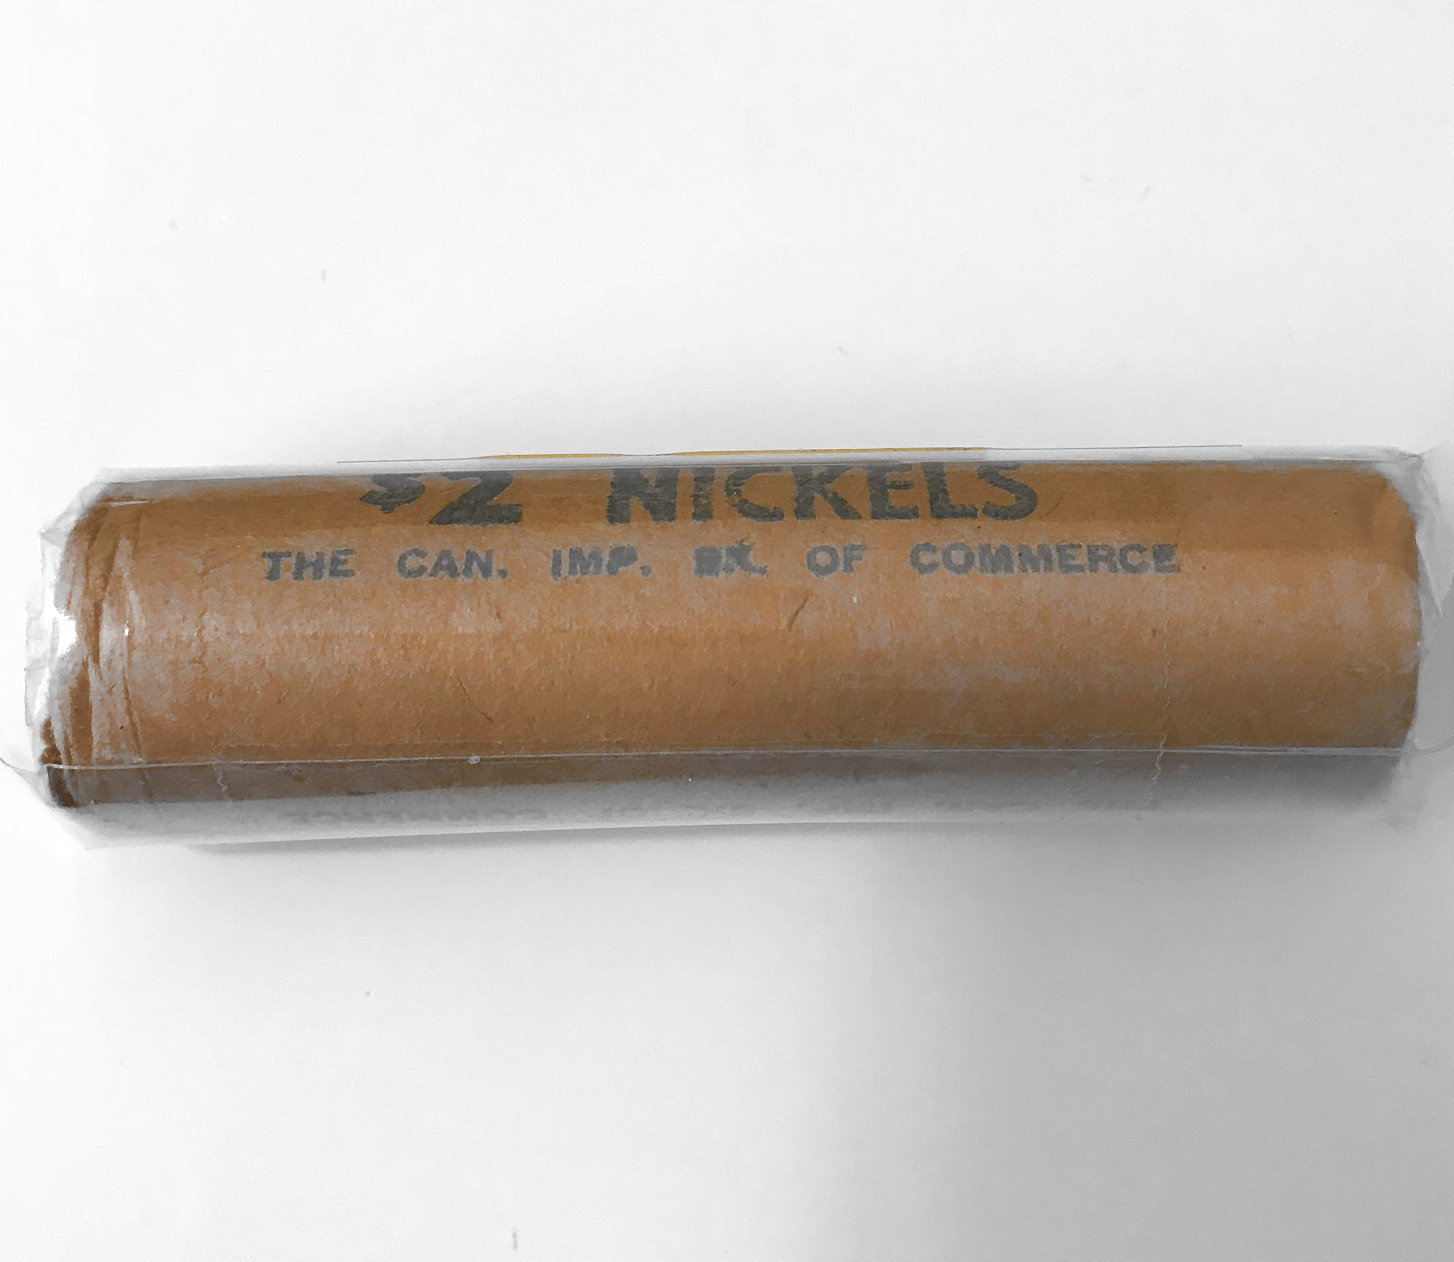 $2 NICKELS
THE CAN. IMP. BK. OF COMMERCE